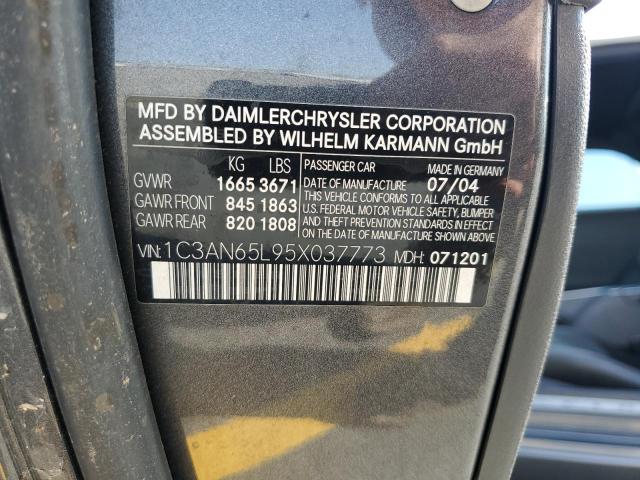 MFD BY DAIMLERCHRYSLER CORPORATION
ASSEMBLED BY WILHELM KARMANN GmbH
KG LBS
GVWR 1665 3671
GAWR FRONT 845 1863
GAWR REAR 820 1808
PASSENGER CAR MADE IN GERMANY
DATE OF MANUFACTURE 07/04
THIS VEHICLE CONFORMS TO ALL APPLICABLE
U.S. FEDERAL MOTOR VEHICLE SAFETY, BUMPER
AND THEFT PREVENTION STANDARDS IN EFFECT
ON THE DATE OF MANUFACTURE SHOWN ABOVE
VIN: 1C3AN65L95X037773 MDH: 071201